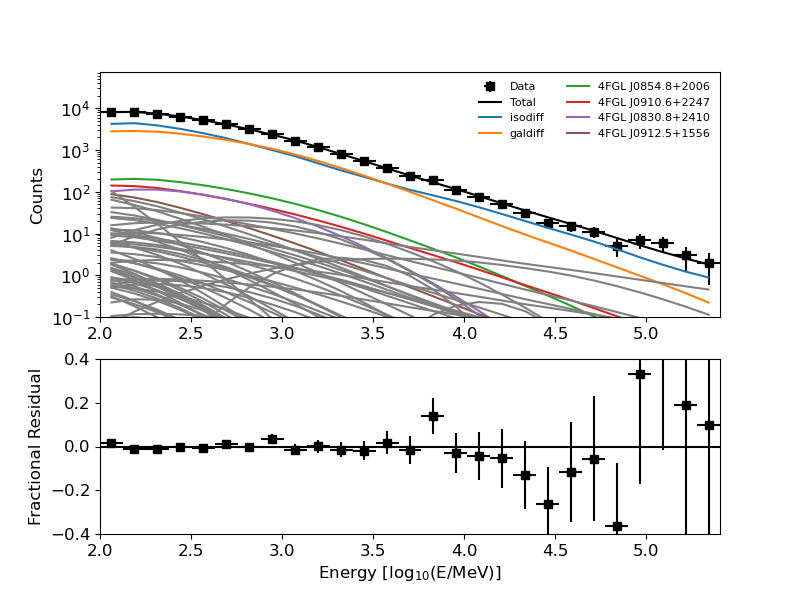 10⁴
10³
10²
10¹
10⁰
10⁻¹
Counts
Data
Total
isodiff
galdiff
4FGL J0854.8+2006
4FGL J0910.6+2247
4FGL J0830.8+2410
4FGL J0912.5+1556
2.0 2.5 3.0 3.5 4.0 4.5 5.0
0.4
0.2
0.0
−0.2
−0.4
Fractional Residual
2.0 2.5 3.0 3.5 4.0 4.5 5.0
Energy [log₁₀(E/MeV)]